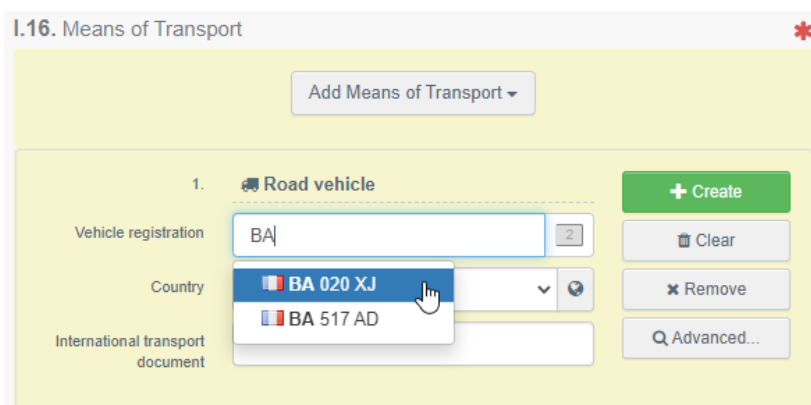 I.16. Means of Transport *
Add Means of Transport
1. Road vehicle
+ Create
Vehicle registration BA 2
Clear
BA 020 XJ
Country
× Remove
BA 517 AD
International transport
document
Advanced...